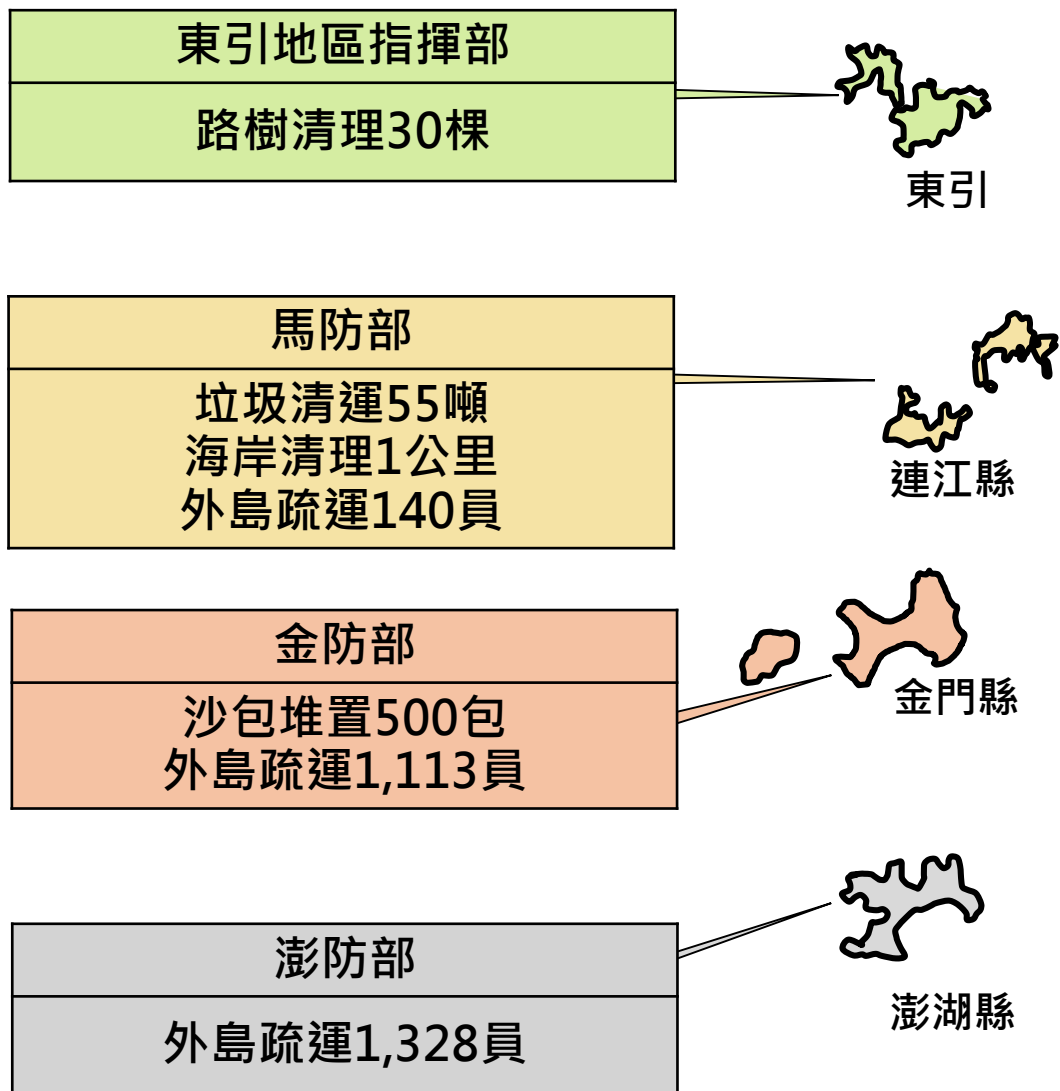 東引地區指揮部
路樹清理30棵
東引
馬防部
垃圾清運55噸
海岸清理1公里
外島疏運140員
連江縣
金防部
沙包堆置500包
外島疏運1,113員
金門縣
澎防部
外島疏運1,328員
澎湖縣